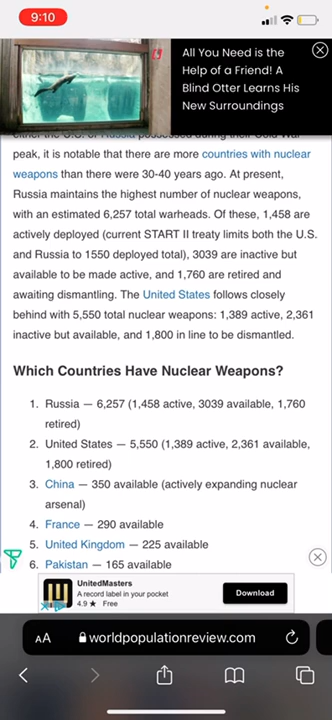 9:10
All You Need is the
Help of a Friend! A
Blind Otter Learns His
New Surroundings
either the U.S. or Russia possessed during their Cold War
peak, it is notable that there are more countries with nuclear
weapons than there were 30-40 years ago. At present,
Russia maintains the highest number of nuclear weapons,
with an estimated 6,257 total warheads. Of these, 1,458 are
actively deployed (current START II treaty limits both the U.S.
and Russia to 1550 deployed total), 3039 are inactive but
available to be made active, and 1,760 are retired and
awaiting dismantling. The United States follows closely
behind with 5,550 total nuclear weapons: 1,389 active, 2,361
inactive but available, and 1,800 in line to be dismantled.
Which Countries Have Nuclear Weapons?
1. Russia — 6,257 (1,458 active, 3039 available, 1,760
retired)
2. United States — 5,550 (1,389 active, 2,361 available,
1,800 retired)
3. China — 350 available (actively expanding nuclear
arsenal)
4. France — 290 available
5. United Kingdom — 225 available
6. Pakistan — 165 available
UnitedMasters
A record label in your pocket
4.9 ★ Free
Download
AA
worldpopulationreview.com